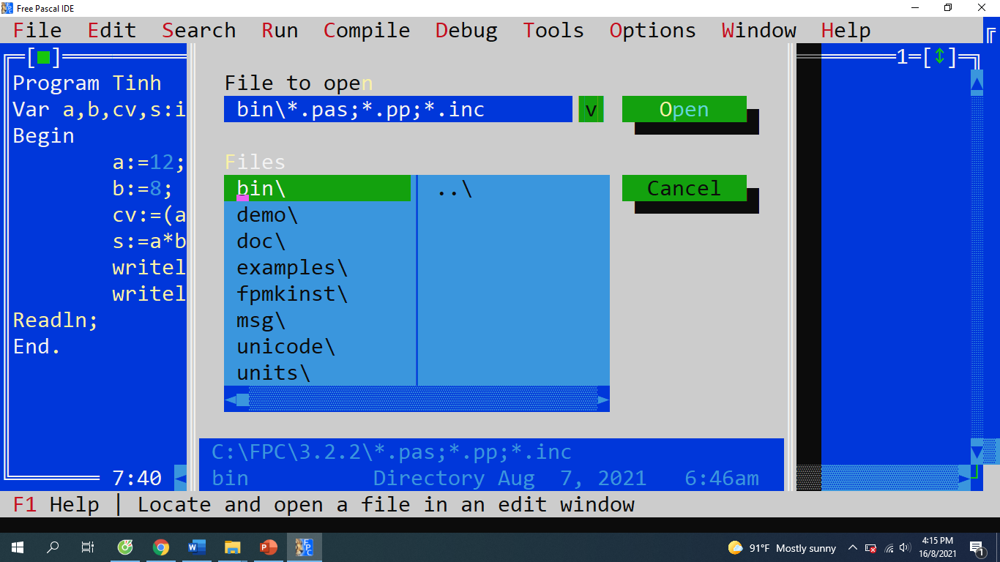 Free Pascal IDE
File Edit Search Run Compile Debug Tools Options Window Help
1
Program Tinh
Var a,b,cv,s:i
Begin
a:=12;
b:=8;
cv:=(a
s:=a*b
writel
writel
Readln;
End.
7:40
File to open
bin\*.pas;*.pp;*.inc
v
Open
Files
bin\
demo\
doc\
examples\
fpmkinst\
msg\
unicode\
units\
..\
Cancel
C:\FPC\3.2.2\*.pas;*.pp;*.inc
bin Directory Aug 7, 2021 6:46am
F1 Help | Locate and open a file in an edit window
91°F Mostly sunny
4:15 PM
16/8/2021
1